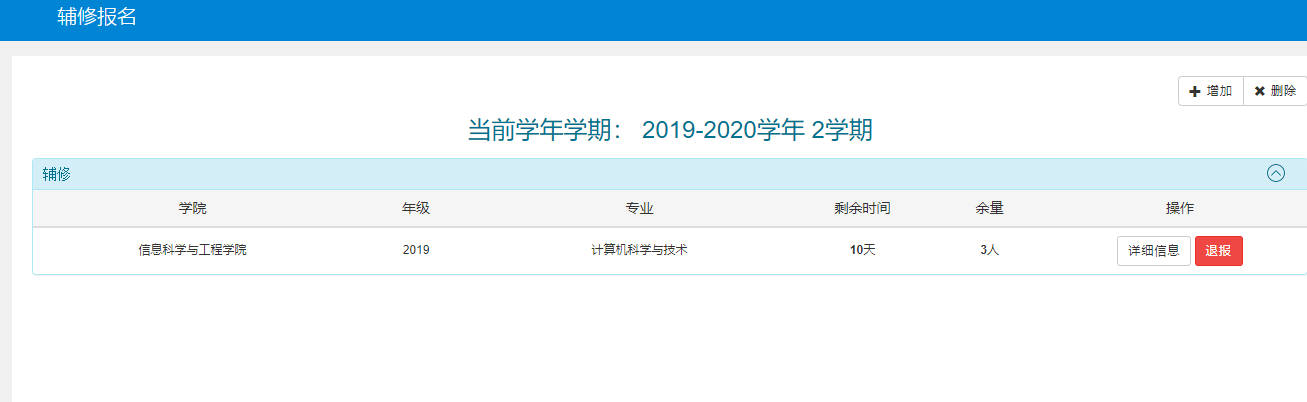 辅修报名
增加 删除
当前学年学期： 2019-2020学年 2学期
辅修
学院 年级 专业 剩余时间 余量 操作
信息科学与工程学院 2019 计算机科学与技术 10天 3人 详细信息 退报